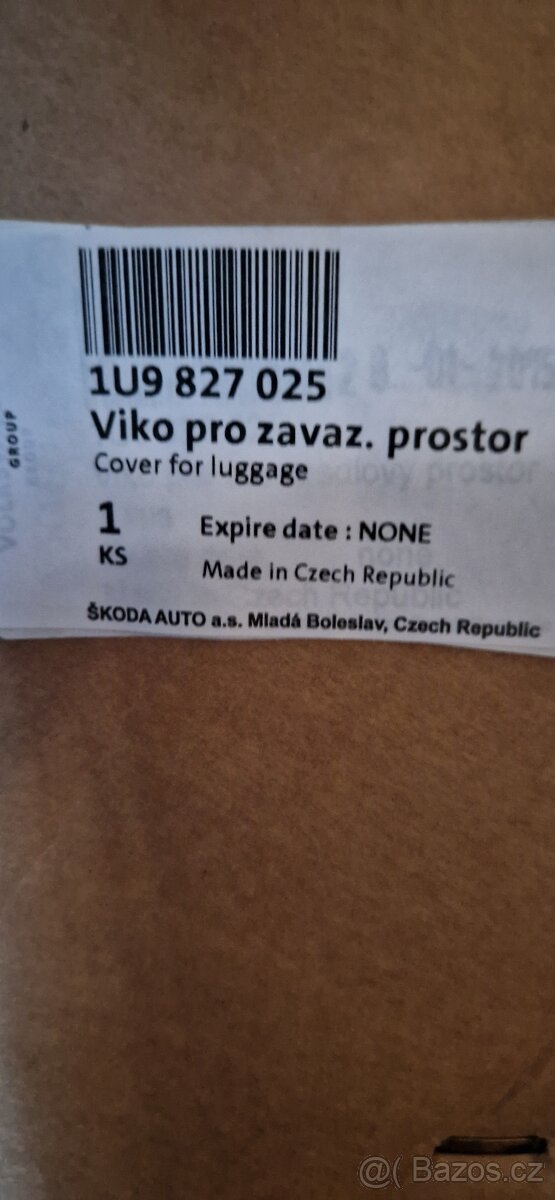 1U9 827 025
Viko pro zavaz. prostor
Cover for luggage
1
KS
Expire date : NONE
Made in Czech Republic
ŠKODA AUTO a.s. Mladá Boleslav, Czech Republic
GROUP
@( Bazos.cz